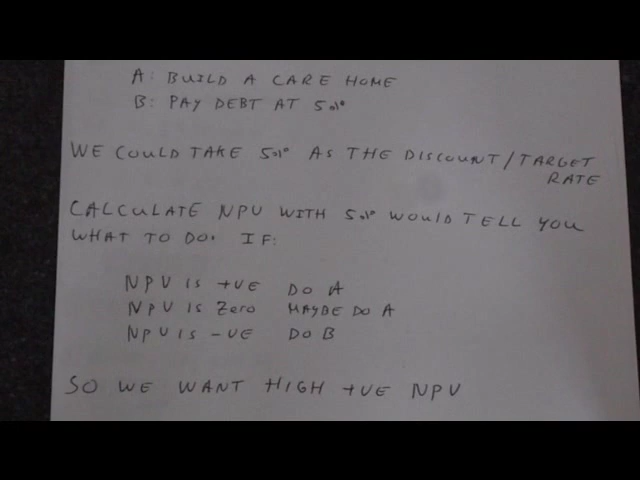 A: BUILD A CARE HOME
B: PAY DEBT AT 5%
WE COULD TAKE 5% AS THE DISCOUNT/TARGET
RATE
CALCULATE NPV WITH 5% WOULD TELL YOU
WHAT TO DO. IF:
NPV IS +VE DO A
NPV IS ZERO MAYBE DO A
NPV IS -VE DO B
SO WE WANT HIGH +VE NPV